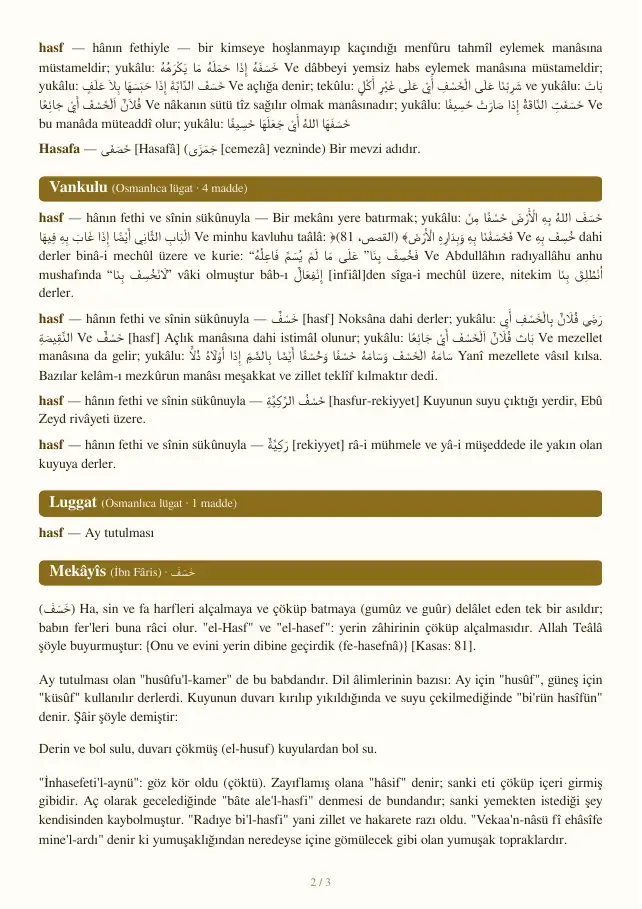 hasf — hânın fethiyle — bir kimseye hoşlanmayıp kaçındığı menfûru tahmîl eylemek manâsına
müstameldir; yukâlu: خَسَفَهُ إِذَا حَمَلَهُ مَا يَكْرَهُهُ Ve dâbbeyi yemsiz habs eylemek manâsına müstameldir;
yukâlu: خَسَفَ الدَّابَّةَ إِذَا حَبَسَهَا بِلاَ عَلَفٍ Ve açlığa denir; tekûlu: شَرِبْنَا عَلَى الْخَسْفِ أَيْ عَلَى غَيْرِ أَكْلٍ ve yukâlu: بَاتَ
فُلاَنٌ اَلْخَسْفَ أَيْ جَائِعًا Ve nâkanın sütü tîz sağılır olmak manâsınadır; yukâlu: خَسَفَتِ النَّاقَةُ إِذَا صَارَتْ خَسِيفًا Ve
bu manâda müteaddî olur; yukâlu: خَسَفَهَا اللهُ أَيْ جَعَلَهَا خَسِيفًا
Hasafa — خَسَفَى [Hasafâ] (جَمَزَى [cemezâ] vezninde) Bir mevzi adıdır.
Vankulu (Osmanlıca lügat · 4 madde)
hasf — hânın fethi ve sînin sükûnuyla — Bir mekânı yere batırmak; yukâlu: خَسَفَ اللهُ بِهِ الْأَرْضَ خَسْفًا مِنَ
الْبَابِ الثَّانِي أَيْضًا إِذَا غَابَ بِهِ فِيهَا Ve minhu kavluhu taâlâ: ﴿فَخَسَفْنَا بِهِ وَبِدَارِهِ الْأَرْضَ﴾ (القصص، 81) Ve خُسِفَ بِهِ dahi
derler binâ-i mechûl üzere ve kurie: “فَخُسِفَ بِنَا” عَلَى مَا لَمْ يُسَمَّ فَاعِلُهُ Ve Abdullâhın radıyallâhu anhu
mushafında “لَانْخُسِفَ بِنَا” vâki olmuştur bâb-ı إِنْفِعَالٌ [infiâl]den sîga-i mechûl üzere, nitekim أُنْطُلِقَ بِنَا
derler.
hasf — hânın fethi ve sînin sükûnuyla — خَسْفٌ [hasf] Noksâna dahi derler; yukâlu: رَضِيَ فُلاَنٌ بِالْخَسْفِ أَيِ
النَّقِيصَةِ Ve خَسْفٌ [hasf] Açlık manâsına dahi istimâl olunur; yukâlu: بَاتَ فُلاَنٌ الْخَسْفَ أَيْ جَائِعًا Ve mezellet
manâsına da gelir; yukâlu: سَامَهُ الْخَسْفَ وَسَامَهُ خَسْفًا وَخُسْفًا أَيْضًا بِالضَّمِّ إِذَا أَوْلَاهُ ذُلاًّ Yanî mezellete vâsıl kılsa.
Bazılar kelâm-ı mezkûrun manâsı meşakkat ve zillet teklîf kılmaktır dedi.
hasf — hânın fethi ve sînin sükûnuyla — خَسْفُ الرَّكِيَّةِ [hasfur-rekiyyet] Kuyunun suyu çıktığı yerdir, Ebû
Zeyd rivâyeti üzere.
hasf — hânın fethi ve sînin sükûnuyla — رَكِيَّةٌ [rekiyyet] râ-i mühmele ve yâ-i müşeddede ile yakın olan
kuyuya derler.
Luggat (Osmanlıca lügat · 1 madde)
hasf — Ay tutulması
Mekâyîs (İbn Fâris) · خَسَفَ
(خَسَفَ) Ha, sin ve fa harfleri alçalmaya ve çöküp batmaya (gumûz ve guûr) delâlet eden tek bir asıldır;
babın fer'leri buna râci olur. "el-Hasf" ve "el-hasef": yerin zâhirinin çöküp alçalmasıdır. Allah Teâlâ
şöyle buyurmuştur: {Onu ve evini yerin dibine geçirdik (fe-hasefnâ)} [Kasas: 81].
Ay tutulması olan "husûfu'l-kamer" de bu babdandır. Dil âlimlerinin bazısı: Ay için "husûf", güneş için
"küsûf" kullanılır derlerdi. Kuyunun duvarı kırılıp yıkıldığında ve suyu çekilmediğinde "bi'rün hasîfün"
denir. Şâir şöyle demiştir:
Derin ve bol sulu, duvarı çökmüş (el-husuf) kuyulardan bol su.
"İnhasefeti'l-aynü": göz kör oldu (çöktü). Zayıflamış olana "hâsif" denir; sanki eti çöküp içeri girmiş
gibidir. Aç olarak gecelediğinde "bâte ale'l-hasfi" denmesi de bundandır; sanki yemekten istediği şey
kendisinden kaybolmuştur. "Radıye bi'l-hasfi" yani zillet ve hakarete razı oldu. "Vekaa'n-nâsü fî ehâsîfe
mine'l-ardı" denir ki yumuşaklığından neredeyse içine gömülecek gibi olan yumuşak topraklardır.
2 / 3